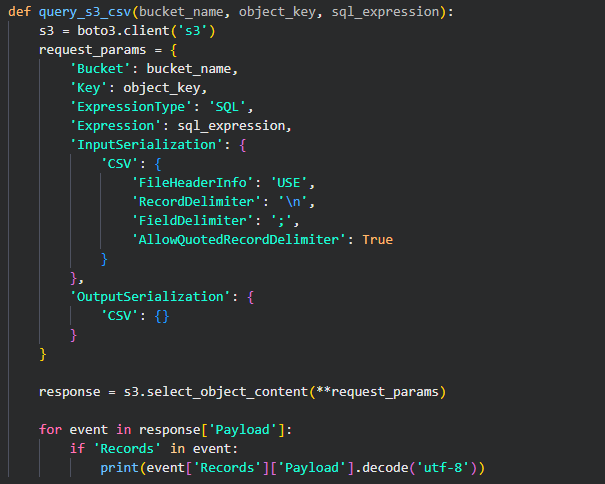 def query_s3_csv(bucket_name, object_key, sql_expression):
    s3 = boto3.client('s3')
    request_params = {
        'Bucket': bucket_name,
        'Key': object_key,
        'ExpressionType': 'SQL',
        'Expression': sql_expression,
        'InputSerialization': {
            'CSV': {
                'FileHeaderInfo': 'USE',
                'RecordDelimiter': '\n',
                'FieldDelimiter': ';',
                'AllowQuotedRecordDelimiter': True
            }
        },
        'OutputSerialization': {
            'CSV': {}
        }
    }

    response = s3.select_object_content(**request_params)

    for event in response['Payload']:
        if 'Records' in event:
            print(event['Records']['Payload'].decode('utf-8'))